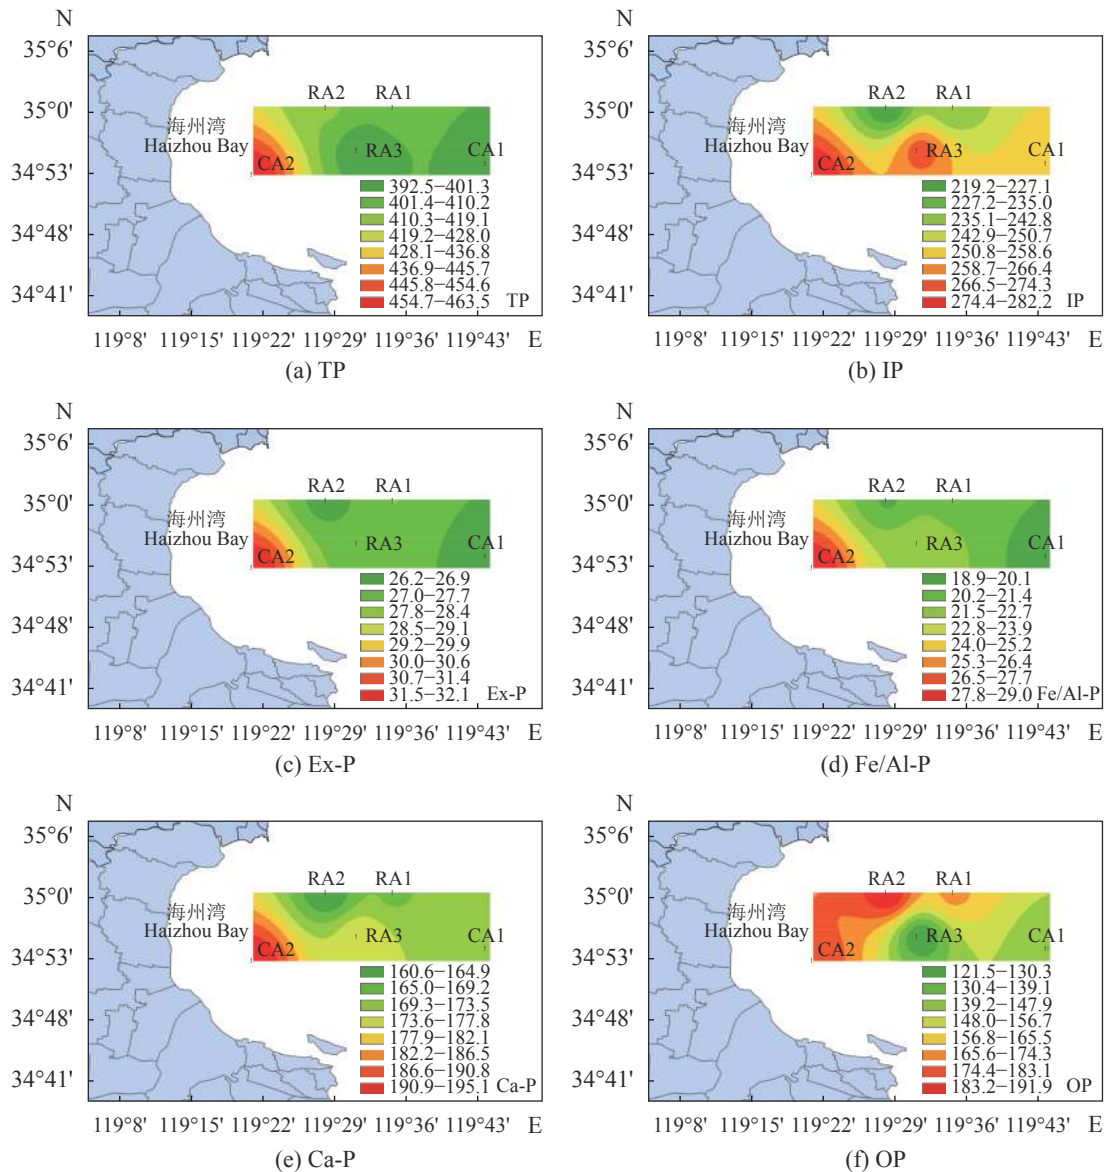 N
35°6'
RA2 RA1
35°0'
海州湾
Haizhou Bay
CA2 RA3 CA1
34°53'
34°48'
34°41'
392.5−401.3
401.4−410.2
410.3−419.1
419.2−428.0
428.1−436.8
436.9−445.7
445.8−454.6
454.7−463.5 TP
119°8' 119°15' 119°22' 119°29' 119°36' 119°43' E
(a) TP
N
35°6'
RA2 RA1
35°0'
海州湾
Haizhou Bay
CA2 RA3 CA1
34°53'
34°48'
34°41'
219.2−227.1
227.2−235.0
235.1−242.8
242.9−250.7
250.8−258.6
258.7−266.4
266.5−274.3
274.4−282.2 IP
119°8' 119°15' 119°22' 119°29' 119°36' 119°43' E
(b) IP
N
35°6'
RA2 RA1
35°0'
海州湾
Haizhou Bay
CA2 RA3 CA1
34°53'
34°48'
34°41'
26.2−26.9
27.0−27.7
27.8−28.4
28.5−29.1
29.2−29.9
30.0−30.6
30.7−31.4
31.5−32.1 Ex-P
119°8' 119°15' 119°22' 119°29' 119°36' 119°43' E
(c) Ex-P
N
35°6'
RA2 RA1
35°0'
海州湾
Haizhou Bay
CA2 RA3 CA1
34°53'
34°48'
34°41'
18.9−20.1
20.2−21.4
21.5−22.7
22.8−23.9
24.0−25.2
25.3−26.4
26.5−27.7
27.8−29.0 Fe/Al-P
119°8' 119°15' 119°22' 119°29' 119°36' 119°43' E
(d) Fe/Al-P
N
35°6'
RA2 RA1
35°0'
海州湾
Haizhou Bay
CA2 RA3 CA1
34°53'
34°48'
34°41'
160.6−164.9
165.0−169.2
169.3−173.5
173.6−177.8
177.9−182.1
182.2−186.5
186.6−190.8
190.9−195.1 Ca-P
119°8' 119°15' 119°22' 119°29' 119°36' 119°43' E
(e) Ca-P
N
35°6'
RA2 RA1
35°0'
海州湾
Haizhou Bay
CA2 RA3 CA1
34°53'
34°48'
34°41'
121.5−130.3
130.4−139.1
139.2−147.9
148.0−156.7
156.8−165.5
165.6−174.3
174.4−183.1
183.2−191.9 OP
119°8' 119°15' 119°22' 119°29' 119°36' 119°43' E
(f) OP